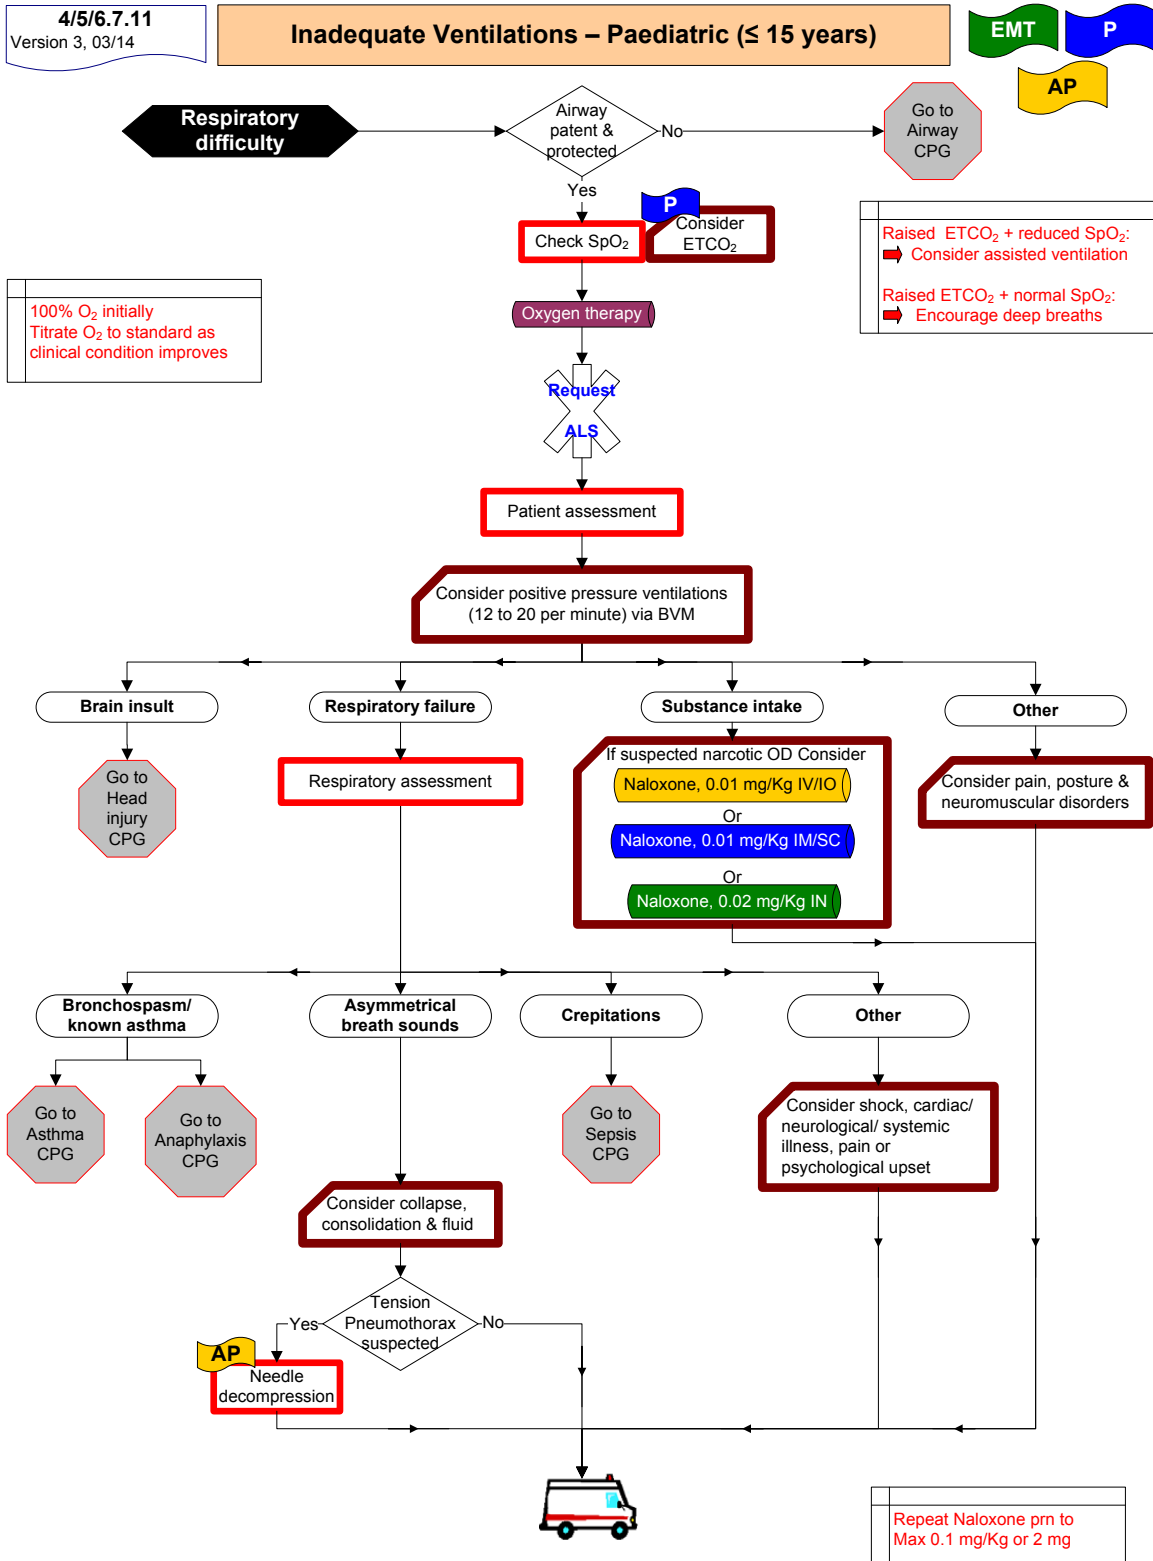 4/5/6.7.11
Version 3, 03/14
Inadequate Ventilations – Paediatric (≤ 15 years)
EMT
P
AP
Respiratory
difficulty
Airway
patent &
protected
No
Go to
Airway
CPG
Yes
P
Check SpO₂
Consider
ETCO₂
Raised ETCO₂ + reduced SpO₂:
Consider assisted ventilation
Raised ETCO₂ + normal SpO₂:
Encourage deep breaths
100% O₂ initially
Titrate O₂ to standard as
clinical condition improves
Oxygen therapy
Request
ALS
Patient assessment
Consider positive pressure ventilations
(12 to 20 per minute) via BVM
Brain insult
Respiratory failure
Substance intake
Other
Go to
Head
injury
CPG
Respiratory assessment
If suspected narcotic OD Consider
Naloxone, 0.01 mg/Kg IV/IO
Or
Naloxone, 0.01 mg/Kg IM/SC
Or
Naloxone, 0.02 mg/Kg IN
Consider pain, posture &
neuromuscular disorders
Bronchospasm/
known asthma
Asymmetrical
breath sounds
Crepitations
Other
Go to
Asthma
CPG
Go to
Anaphylaxis
CPG
Go to
Sepsis
CPG
Consider shock, cardiac/
neurological/ systemic
illness, pain or
psychological upset
Consider collapse,
consolidation & fluid
Tension
Pneumothorax
suspected
Yes
No
AP
Needle
decompression
Repeat Naloxone prn to
Max 0.1 mg/Kg or 2 mg